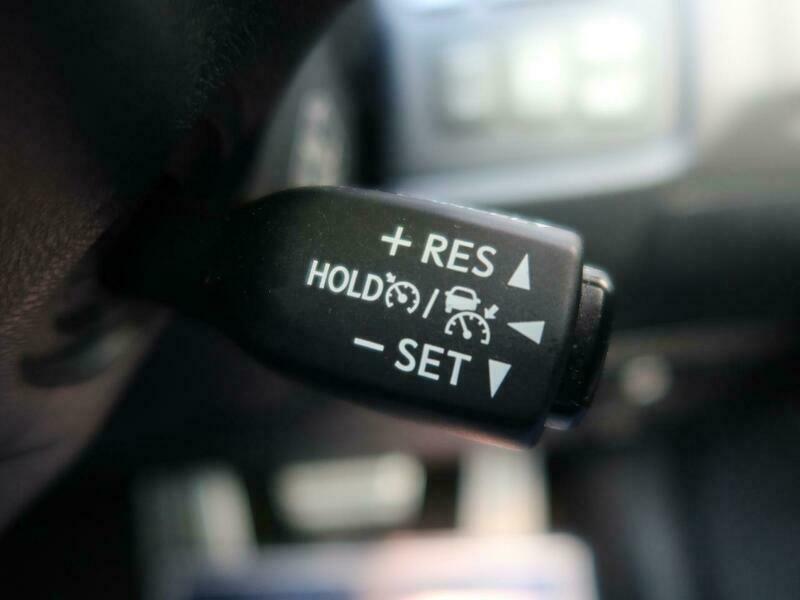 + RES
HOLD /
- SET